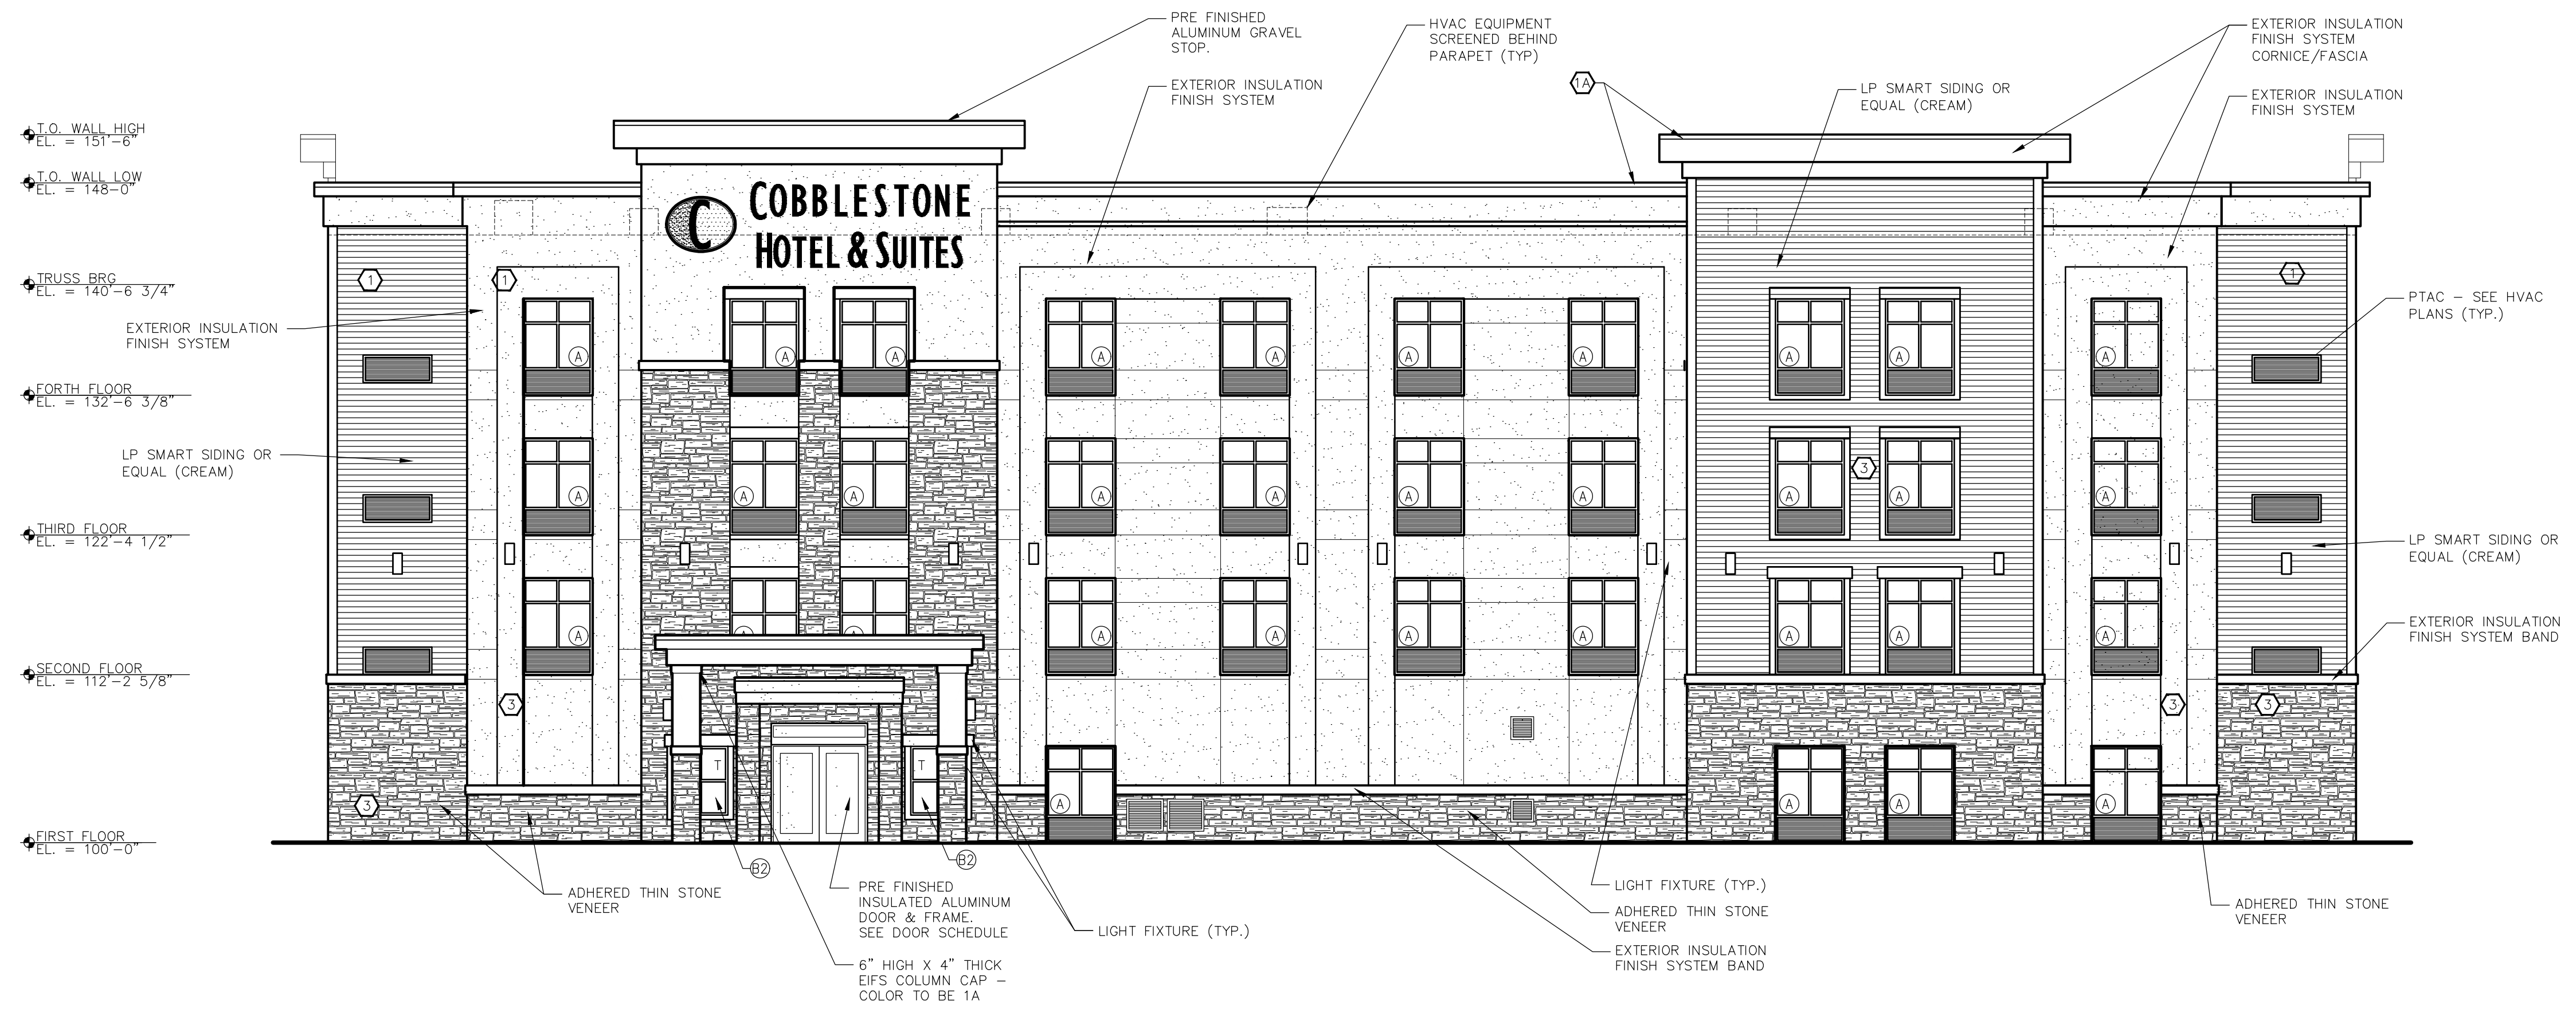 PRE FINISHED
ALUMINUM GRAVEL
STOP.
HVAC EQUIPMENT
SCREENED BEHIND
PARAPET (TYP)
EXTERIOR INSULATION
FINISH SYSTEM
CORNICE/FASCIA
EXTERIOR INSULATION
FINISH SYSTEM
1A
LP SMART SIDING OR
EQUAL (CREAM)
EXTERIOR INSULATION
FINISH SYSTEM
T.O. WALL HIGH
EL. = 151'-6"
T.O. WALL LOW
EL. = 148-0"
COBBLESTONE
C
HOTEL & SUITES
TRUSS BRG
EL. = 140'-6 3/4"
1
1
1
PTAC – SEE HVAC
PLANS (TYP.)
EXTERIOR INSULATION
FINISH SYSTEM
A
A
A
A
A
A
A
A
A
A
FORTH FLOOR
EL. = 132'-6 3/8"
LP SMART SIDING OR
EQUAL (CREAM)
3
A
A
A
A
A
A
A
A
A
A
THIRD FLOOR
EL. = 122'-4 1/2"
LP SMART SIDING OR
EQUAL (CREAM)
EXTERIOR INSULATION
FINISH SYSTEM BAND
A
A
A
A
A
A
A
A
A
A
SECOND FLOOR
EL. = 112'-2 5/8"
3
3
3
T
T
3
A
A
A
A
FIRST FLOOR
EL. = 100'-0"
B2
B2
ADHERED THIN STONE
VENEER
PRE FINISHED
INSULATED ALUMINUM
DOOR & FRAME.
SEE DOOR SCHEDULE
LIGHT FIXTURE (TYP.)
LIGHT FIXTURE (TYP.)
ADHERED THIN STONE
VENEER
EXTERIOR INSULATION
FINISH SYSTEM BAND
ADHERED THIN STONE
VENEER
6" HIGH X 4" THICK
EIFS COLUMN CAP –
COLOR TO BE 1A